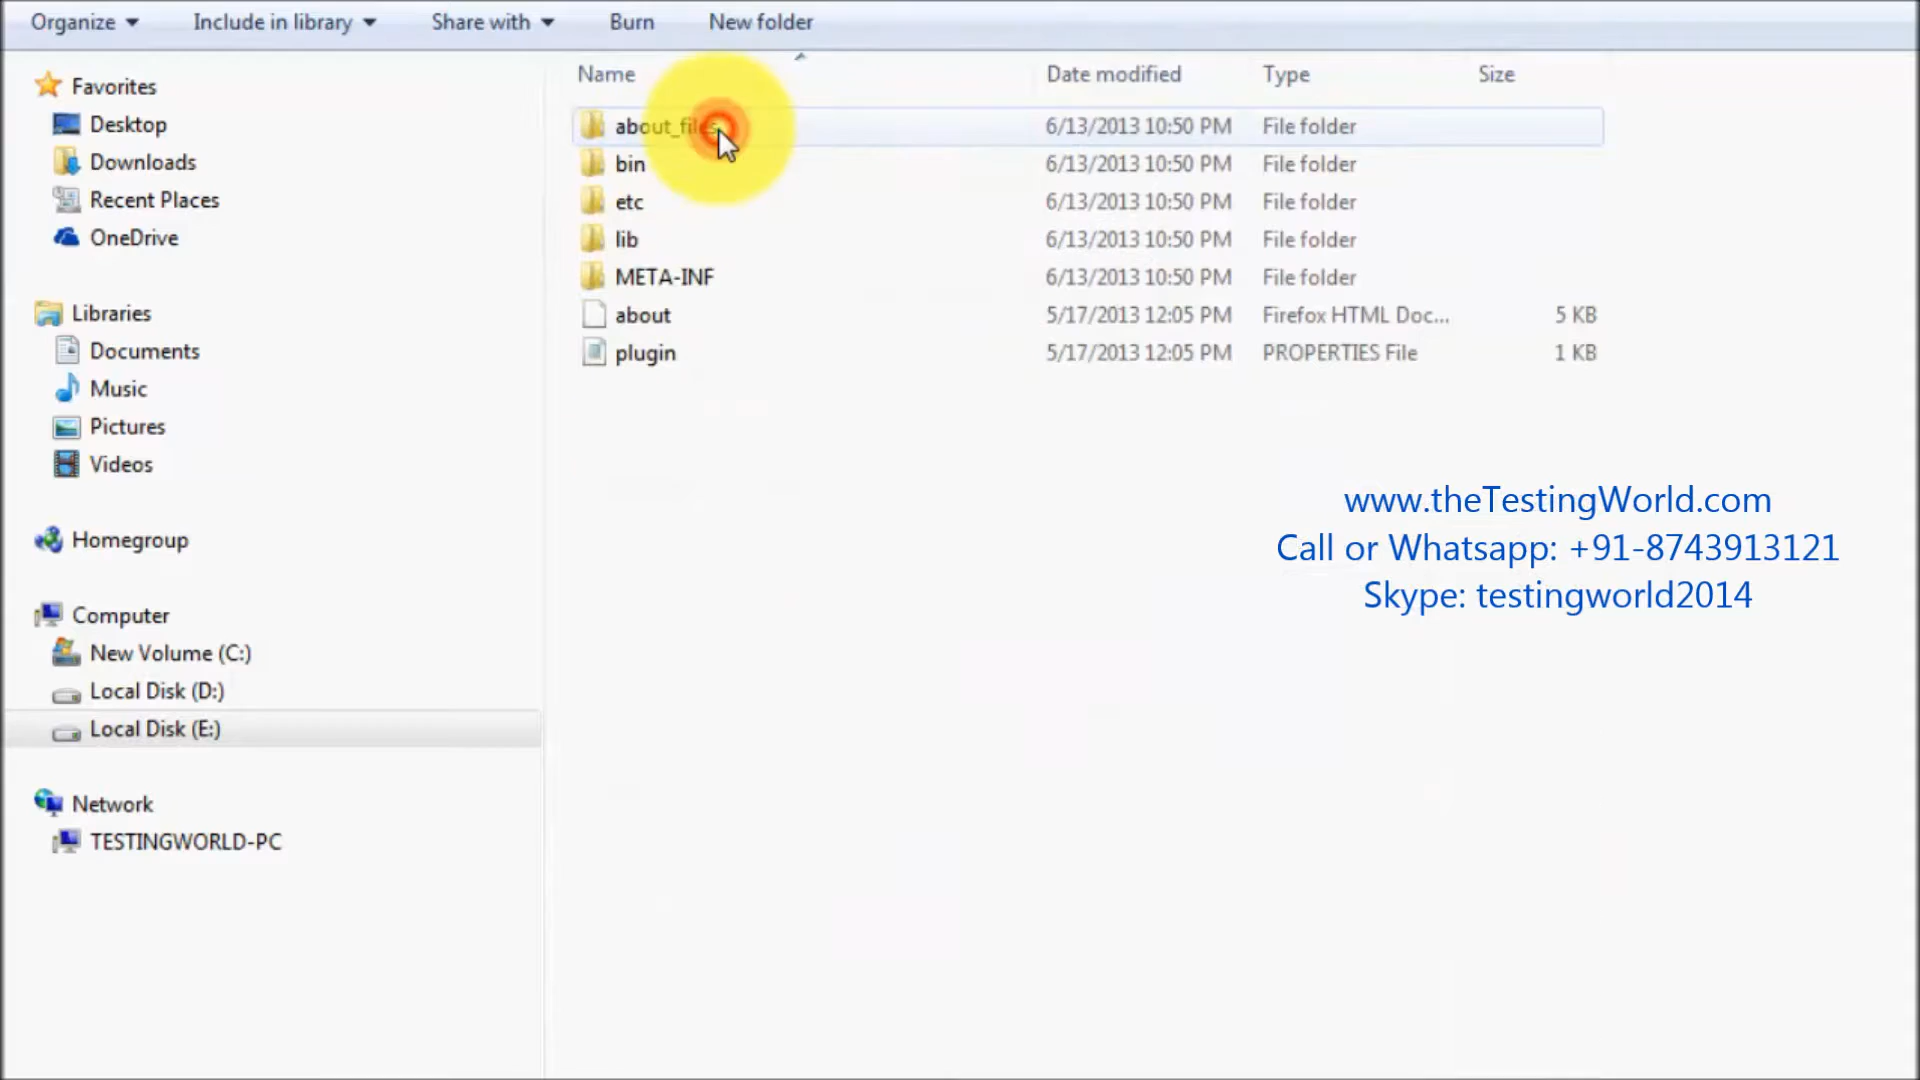 Organize
Include in library
Share with
Burn
New folder
Favorites
Desktop
Downloads
Recent Places
OneDrive
Libraries
Documents
Music
Pictures
Videos
Homegroup
Computer
New Volume (C:)
Local Disk (D:)
Local Disk (E:)
Network
TESTINGWORLD-PC
Name Date modified Type Size
about_files 6/13/2013 10:50 PM File folder
bin 6/13/2013 10:50 PM File folder
etc 6/13/2013 10:50 PM File folder
lib 6/13/2013 10:50 PM File folder
META-INF 6/13/2013 10:50 PM File folder
about 5/17/2013 12:05 PM Firefox HTML Doc... 5 KB
plugin 5/17/2013 12:05 PM PROPERTIES File 1 KB
www.theTestingWorld.com
Call or Whatsapp: +91-8743913121
Skype: testingworld2014